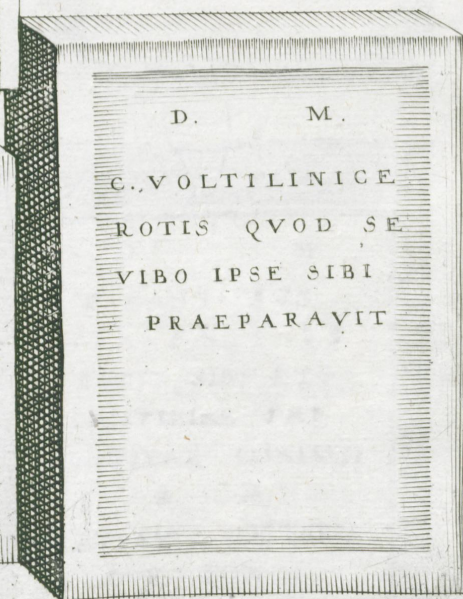 D. M.
C. VOLTILINICE
ROTIS QVOD SE
VIBO IPSE SIBI
PRAEPARAVIT